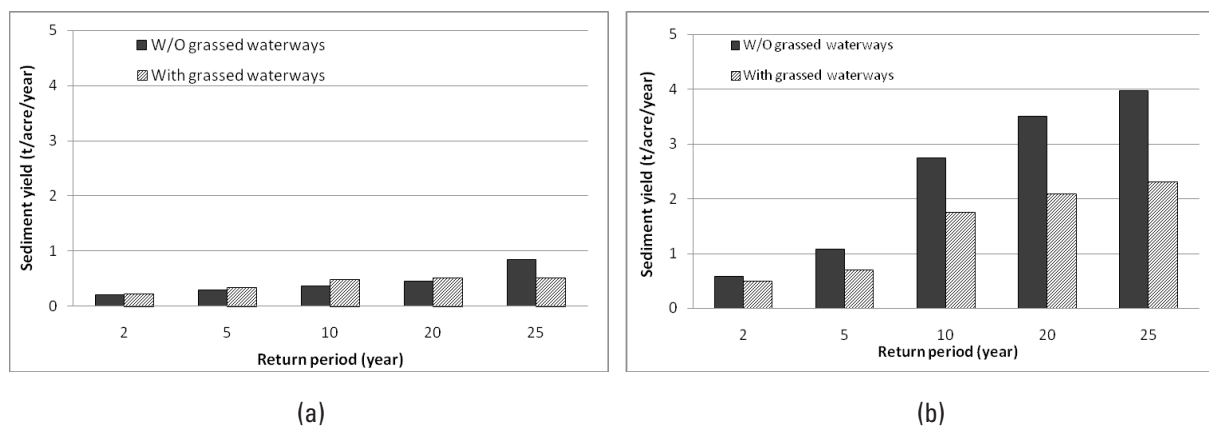 5
4
3
2
1
0
Sediment yield (t/acre/year)
W/O grassed waterways
With grassed waterways
2 5 10 20 25
Return period (year)
(a)
5
4
3
2
1
0
Sediment yield (t/acre/year)
W/O grassed waterways
With grassed waterways
2 5 10 20 25
Return period (year)
(b)